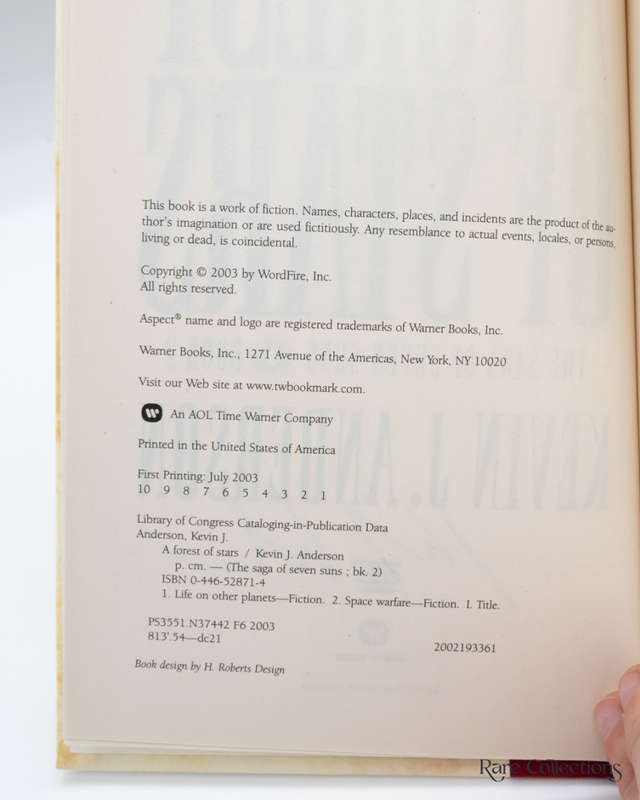 This book is a work of fiction. Names, characters, places, and incidents are the product of the au-
thor's imagination or are used fictitiously. Any resemblance to actual events, locales, or persons,
living or dead, is coincidental.
Copyright © 2003 by WordFire, Inc.
All rights reserved.
Aspect® name and logo are registered trademarks of Warner Books, Inc.
Warner Books, Inc., 1271 Avenue of the Americas, New York, NY 10020
Visit our Web site at www.twbookmark.com.
W An AOL Time Warner Company
Printed in the United States of America
First Printing: July 2003
10 9 8 7 6 5 4 3 2 1
Library of Congress Cataloging-in-Publication Data
Anderson, Kevin J.
A forest of stars / Kevin J. Anderson
p. cm. — (The saga of seven suns ; bk. 2)
ISBN 0-446-52871-4
1. Life on other planets—Fiction. 2. Space warfare—Fiction. I. Title.
PS3551.N37442 F6 2003
813'.54—dc21
2002193361
Book design by H. Roberts Design
Rare Collections